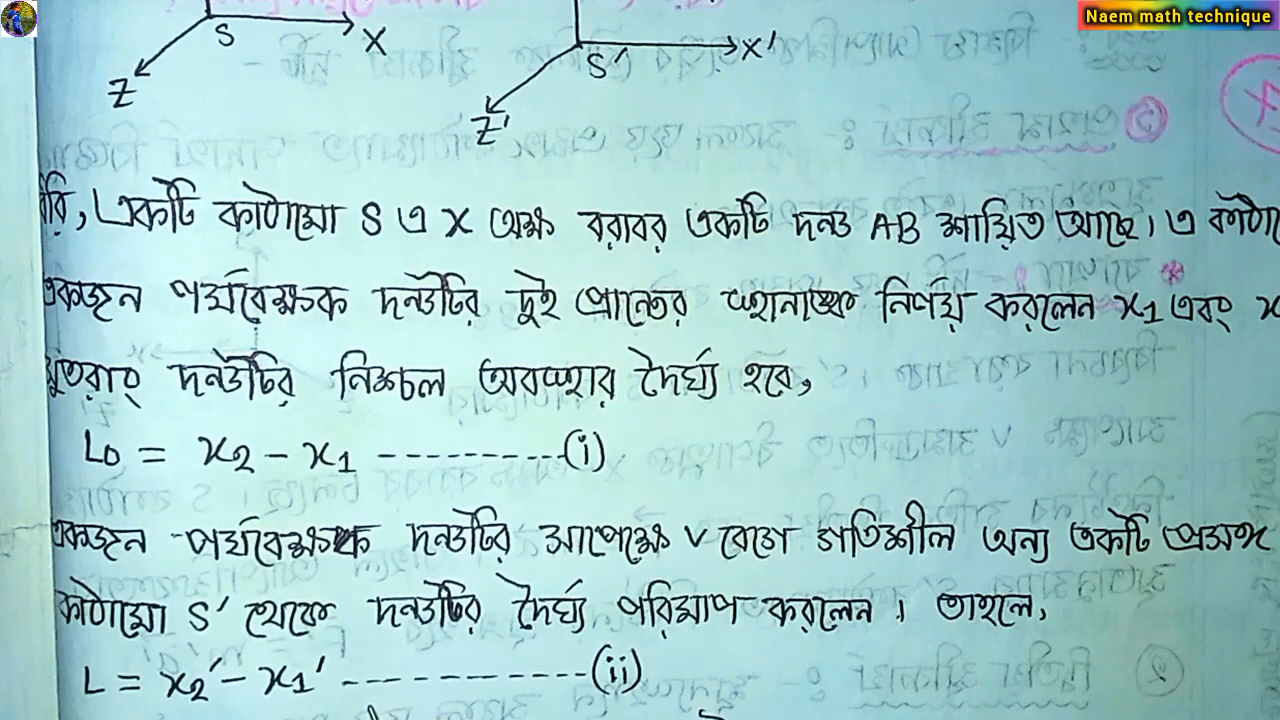 Naem math technique
S
X
Z
S'
X'
Z'
ধরি, একটি কাঠামো S এ X অক্ষ বরাবর একটি দন্ড AB শায়িত আছে। এ
একজন পর্যবেক্ষক দন্ডটির দুই প্রান্তের স্থানাঙ্ক নির্ণয় করলেন x₁ এবং x
সুতরাং দন্ডটির নিশ্চল অবস্থার দৈর্ঘ্য হবে,
L₀ = x₂ - x₁ ----------(i)
একজন পর্যবেক্ষক দন্ডটির সাপেক্ষে v বেগে গতিশীল অন্য একটি প্রসঙ্গ
কাঠামো S' থেকে দন্ডটির দৈর্ঘ্য পরিমাপ করলেন। তাহলে,
L = x₂' - x₁' ------------(ii)